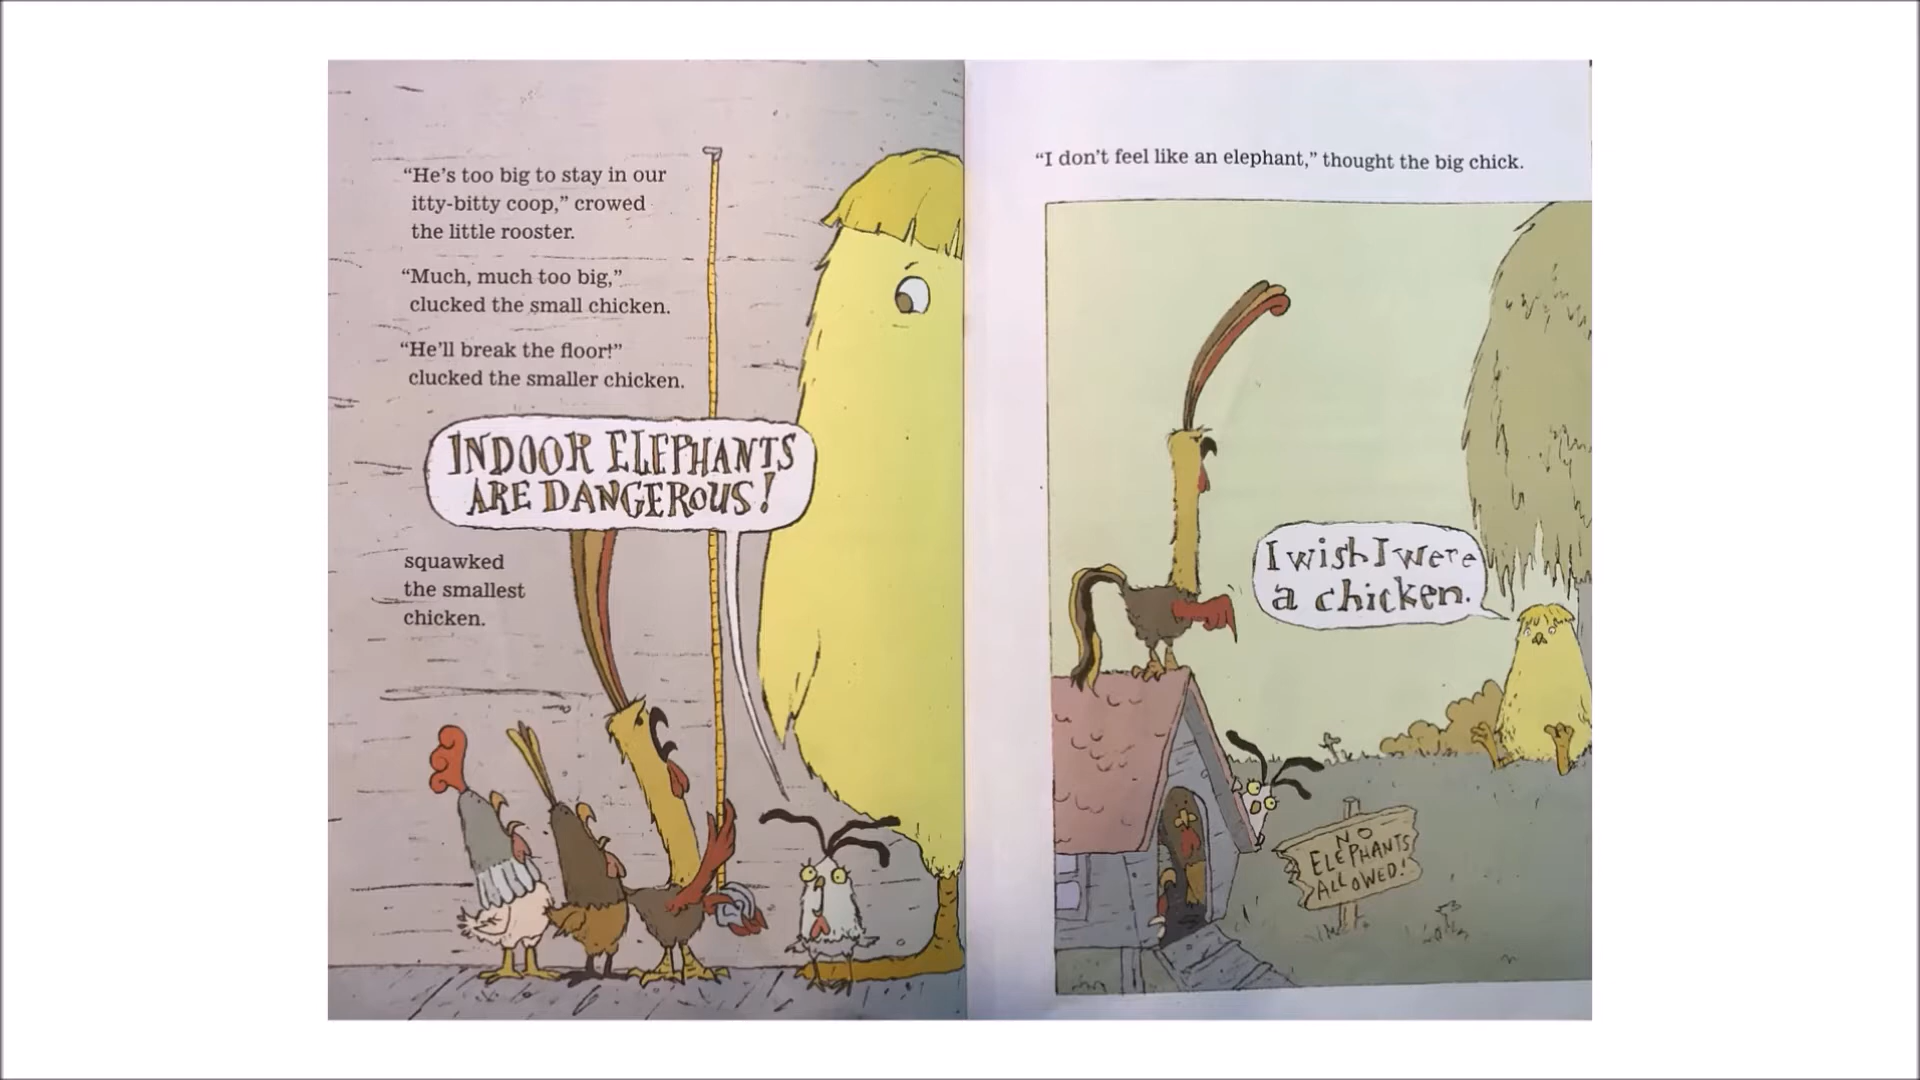 “He's too big to stay in our
itty-bitty coop,” crowed
the little rooster.
“Much, much too big,”
clucked the small chicken.
“He'll break the floor!”
clucked the smaller chicken.
INDOOR ELEPHANTS
ARE DANGEROUS!
squawked
the smallest
chicken.
“I don't feel like an elephant,” thought the big chick.
I wish I were
a chicken.
NO
ELEPHANTS
ALLOWED!